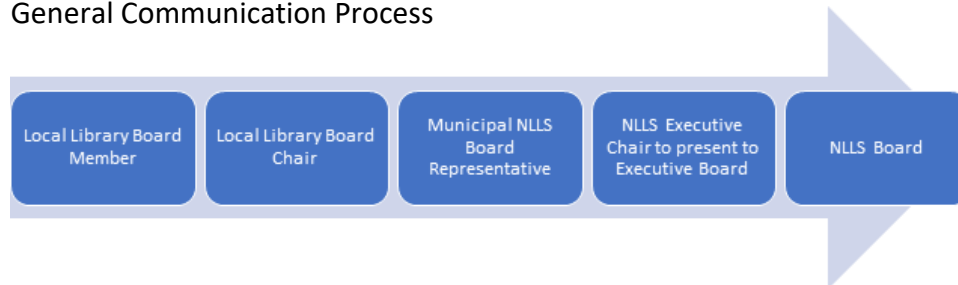 General Communication Process
Local Library Board
Member
Local Library Board
Chair
Municipal NLLS
Board
Representative
NLLS Executive
Chair to present to
Executive Board
NLLS Board